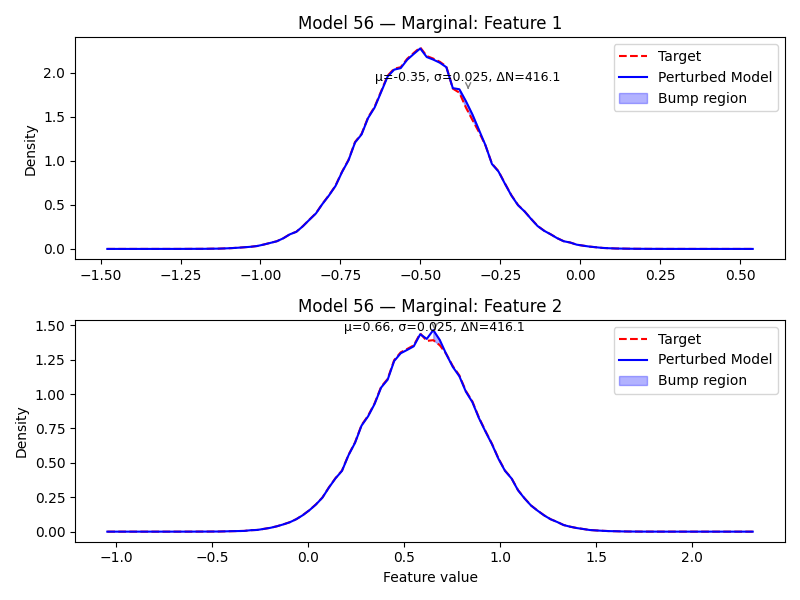 Model 56 — Marginal: Feature 1
Density
2.0
1.5
1.0
0.5
0.0
μ=-0.35, σ=0.025, ΔN=416.1
Target
Perturbed Model
Bump region
−1.50 −1.25 −1.00 −0.75 −0.50 −0.25 0.00 0.25 0.50
Model 56 — Marginal: Feature 2
Density
1.50
1.25
1.00
0.75
0.50
0.25
0.00
μ=0.66, σ=0.025, ΔN=416.1
Target
Perturbed Model
Bump region
−1.0 −0.5 0.0 0.5 1.0 1.5 2.0
Feature value